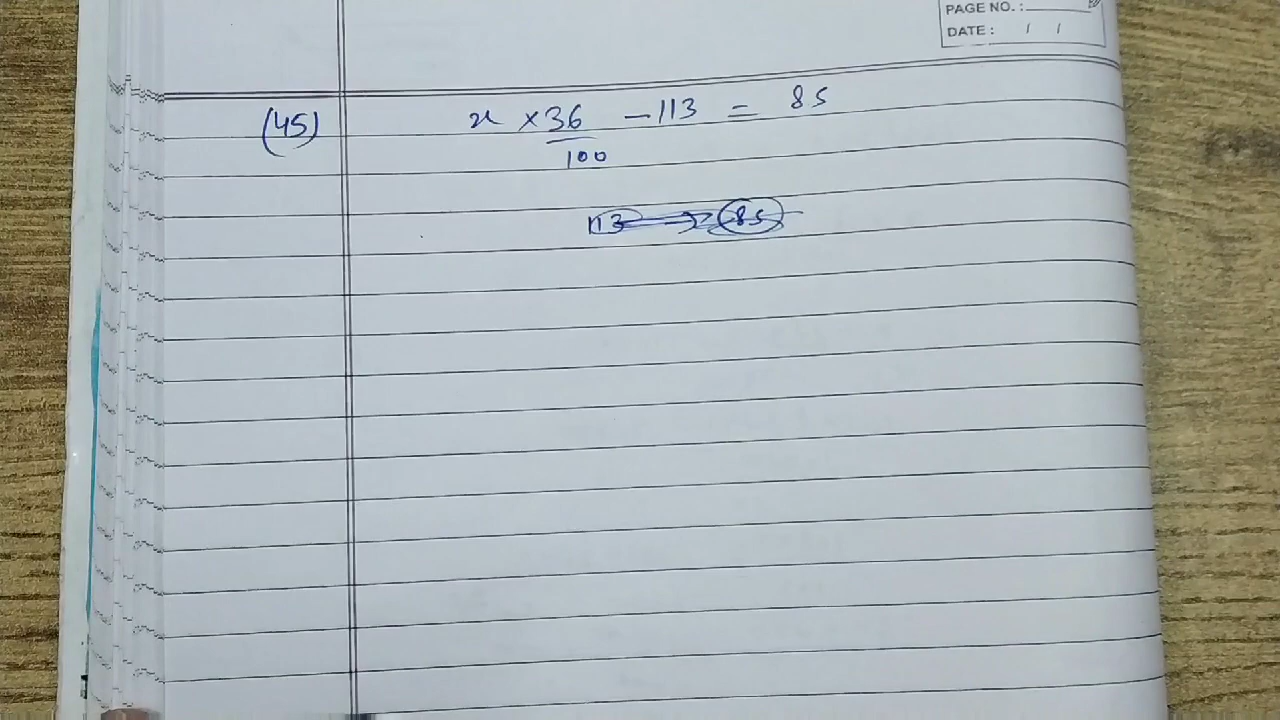 PAGE NO. :
DATE : / /
(45) x × 36/100 - 113 = 85
113 → 85